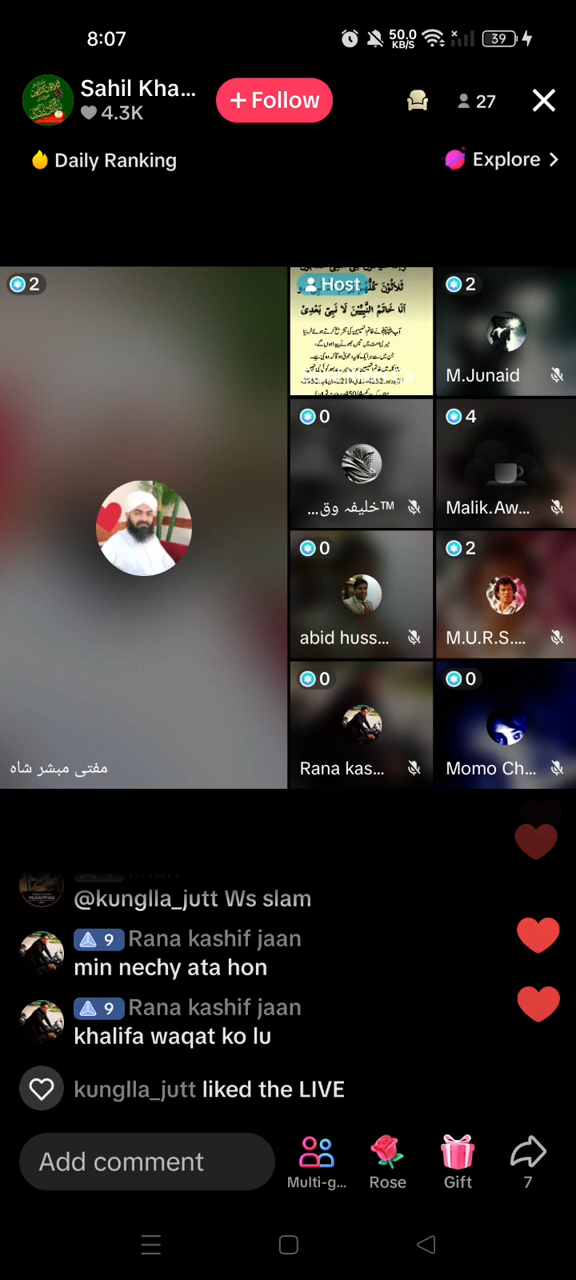 8:07
50.0
KB/S
39
Sahil Kha...
4.3K
+ Follow
27
Daily Ranking
Explore >
2
مفتی مبشر شاہ
Host
اَنَا خَاتَمُ النَّبِيِّيْنَ لَا نَبِيَّ بَعْدِيْ
2
M.Junaid
0
خلیفہ وق...™
4
Malik.Aw...
0
abid huss...
2
M.U.R.S....
0
Rana kas...
0
Momo Ch...
@kunglla_jutt Ws slam
9 Rana kashif jaan
min nechy ata hon
9 Rana kashif jaan
khalifa waqat ko lu
kunglla_jutt liked the LIVE
Add comment
Multi-g...
Rose
Gift
7